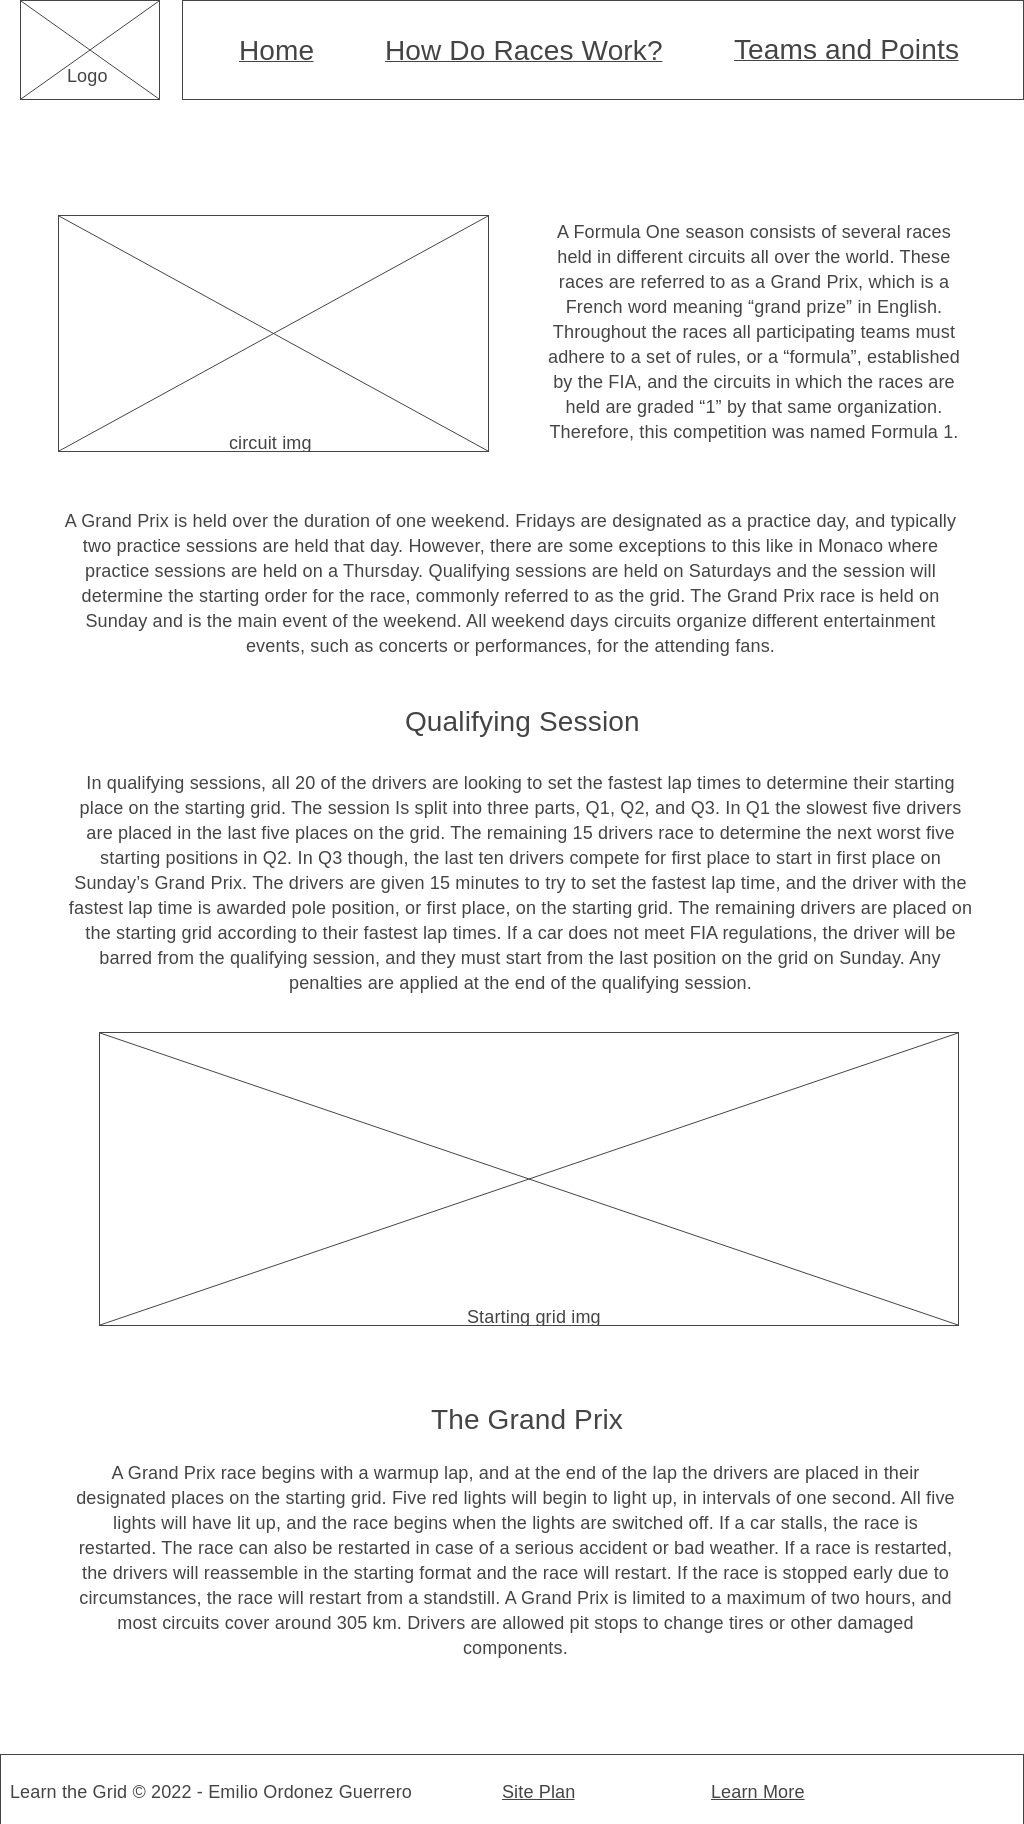 Logo
Home
How Do Races Work?
Teams and Points
circuit img
A Formula One season consists of several races
held in different circuits all over the world. These
races are referred to as a Grand Prix, which is a
French word meaning “grand prize” in English.
Throughout the races all participating teams must
adhere to a set of rules, or a “formula”, established
by the FIA, and the circuits in which the races are
held are graded “1” by that same organization.
Therefore, this competition was named Formula 1.
A Grand Prix is held over the duration of one weekend. Fridays are designated as a practice day, and typically
two practice sessions are held that day. However, there are some exceptions to this like in Monaco where
practice sessions are held on a Thursday. Qualifying sessions are held on Saturdays and the session will
determine the starting order for the race, commonly referred to as the grid. The Grand Prix race is held on
Sunday and is the main event of the weekend. All weekend days circuits organize different entertainment
events, such as concerts or performances, for the attending fans.
Qualifying Session
In qualifying sessions, all 20 of the drivers are looking to set the fastest lap times to determine their starting
place on the starting grid. The session Is split into three parts, Q1, Q2, and Q3. In Q1 the slowest five drivers
are placed in the last five places on the grid. The remaining 15 drivers race to determine the next worst five
starting positions in Q2. In Q3 though, the last ten drivers compete for first place to start in first place on
Sunday’s Grand Prix. The drivers are given 15 minutes to try to set the fastest lap time, and the driver with the
fastest lap time is awarded pole position, or first place, on the starting grid. The remaining drivers are placed on
the starting grid according to their fastest lap times. If a car does not meet FIA regulations, the driver will be
barred from the qualifying session, and they must start from the last position on the grid on Sunday. Any
penalties are applied at the end of the qualifying session.
Starting grid img
The Grand Prix
A Grand Prix race begins with a warmup lap, and at the end of the lap the drivers are placed in their
designated places on the starting grid. Five red lights will begin to light up, in intervals of one second. All five
lights will have lit up, and the race begins when the lights are switched off. If a car stalls, the race is
restarted. The race can also be restarted in case of a serious accident or bad weather. If a race is restarted,
the drivers will reassemble in the starting format and the race will restart. If the race is stopped early due to
circumstances, the race will restart from a standstill. A Grand Prix is limited to a maximum of two hours, and
most circuits cover around 305 km. Drivers are allowed pit stops to change tires or other damaged
components.
Learn the Grid © 2022 - Emilio Ordonez Guerrero
Site Plan
Learn More